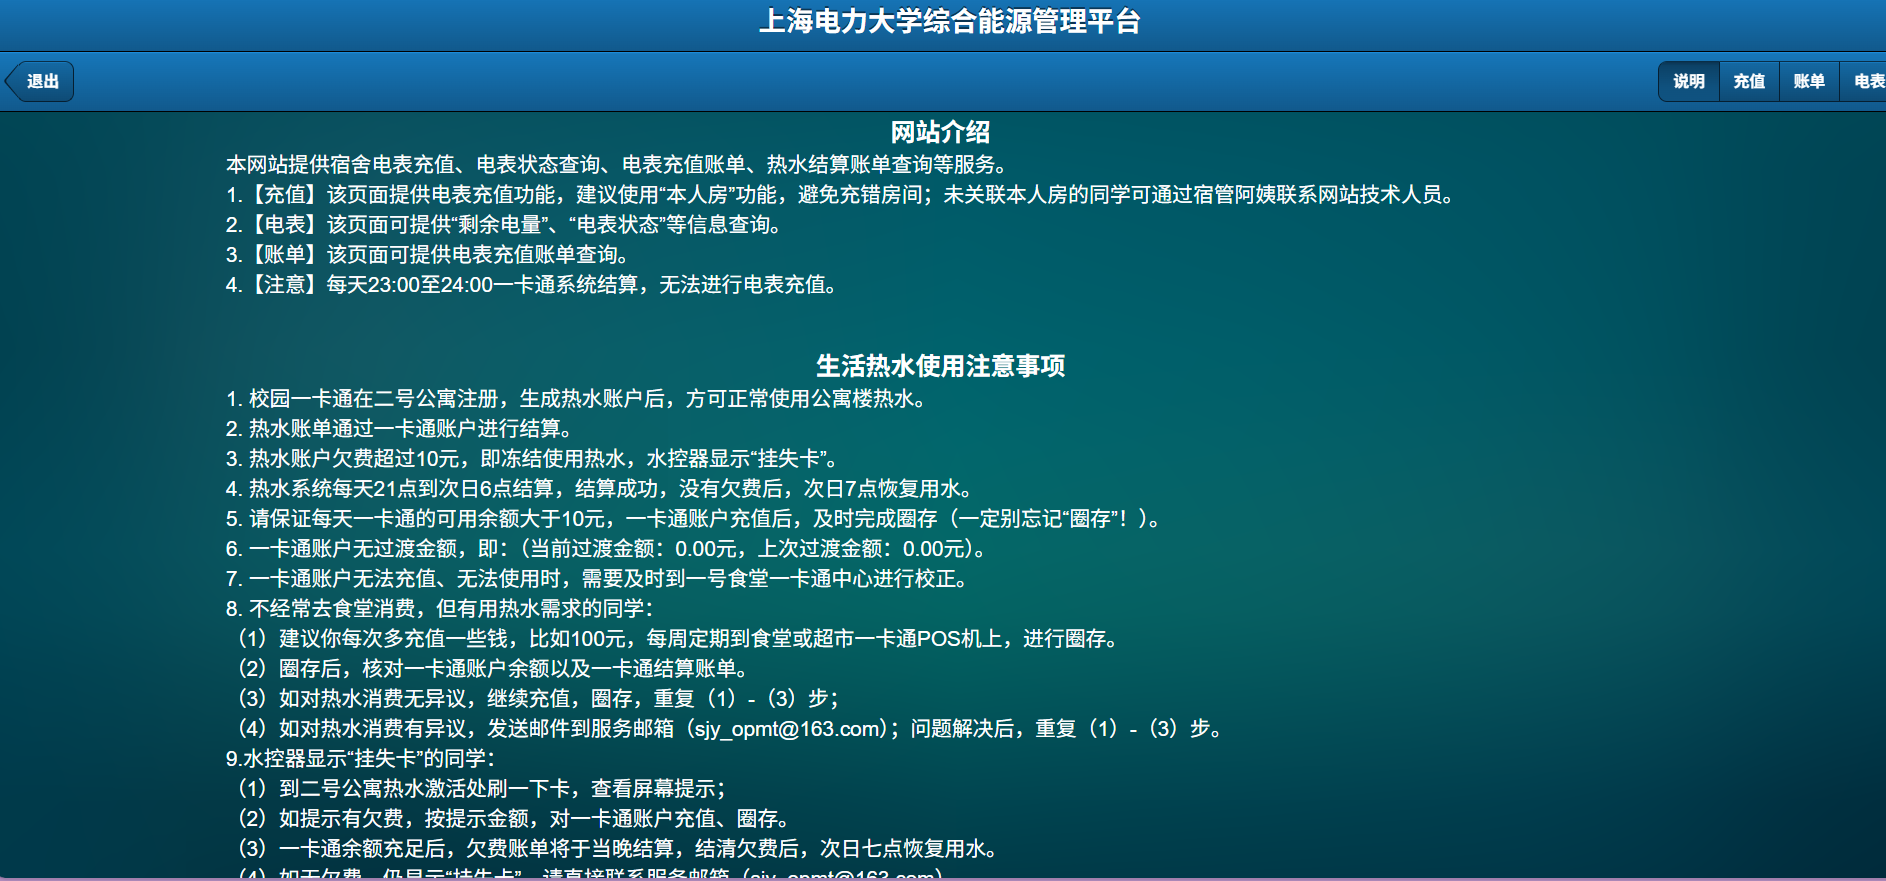 上海电力大学综合能源管理平台
退出
说明 充值 账单 电表
网站介绍
本网站提供宿舍电表充值、电表状态查询、电表充值账单、热水结算账单查询等服务。
1.【充值】该页面提供电表充值功能，建议使用“本人房”功能，避免充错房间；未关联本人房的同学可通过宿管阿姨联系网站技术人员。
2.【电表】该页面可提供“剩余电量”、“电表状态”等信息查询。
3.【账单】该页面可提供电表充值账单查询。
4.【注意】每天23:00至24:00一卡通系统结算，无法进行电表充值。
生活热水使用注意事项
1. 校园一卡通在二号公寓注册，生成热水账户后，方可正常使用公寓楼热水。
2. 热水账单通过一卡通账户进行结算。
3. 热水账户欠费超过10元，即冻结使用热水，水控器显示“挂失卡”。
4. 热水系统每天21点到次日6点结算，结算成功，没有欠费后，次日7点恢复用水。
5. 请保证每天一卡通的可用余额大于10元，一卡通账户充值后，及时完成圈存（一定别忘记“圈存”！）。
6. 一卡通账户无过渡金额，即：（当前过渡金额：0.00元，上次过渡金额：0.00元）。
7. 一卡通账户无法充值、无法使用时，需要及时到一号食堂一卡通中心进行校正。
8. 不经常去食堂消费，但有用热水需求的同学：
（1）建议你每次多充值一些钱，比如100元，每周定期到食堂或超市一卡通POS机上，进行圈存。
（2）圈存后，核对一卡通账户余额以及一卡通结算账单。
（3）如对热水消费无异议，继续充值，圈存，重复（1）-（3）步；
（4）如对热水消费有异议，发送邮件到服务邮箱（sjy_opmt@163.com）；问题解决后，重复（1）-（3）步。
9.水控器显示“挂失卡”的同学：
（1）到二号公寓热水激活处刷一下卡，查看屏幕提示；
（2）如提示有欠费，按提示金额，对一卡通账户充值、圈存。
（3）一卡通余额充足后，欠费账单将于当晚结算，结清欠费后，次日七点恢复用水。
（4）如无欠费，仍显示“挂失卡”，请直接联系服务邮箱（sjy_opmt@163.com）